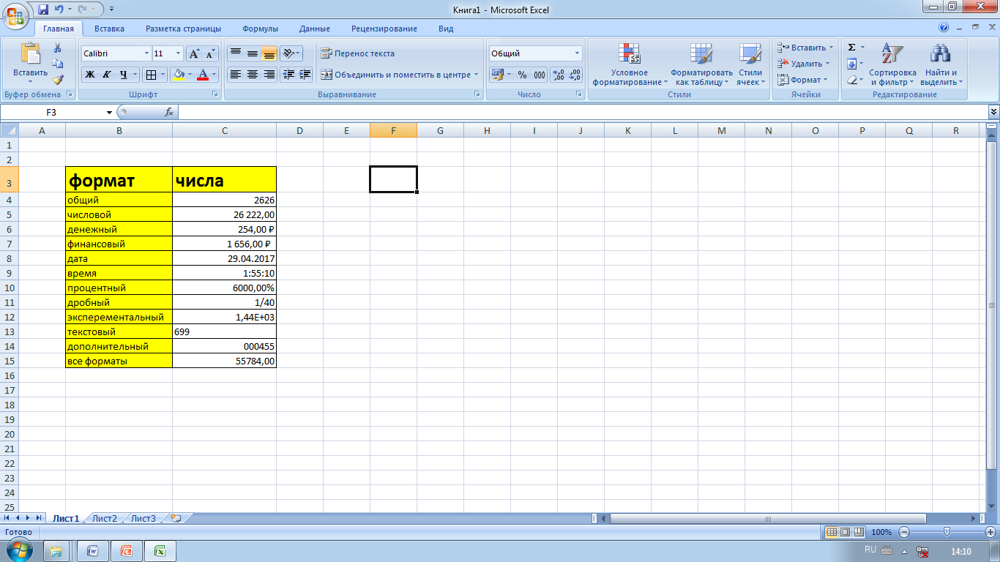 Книга1 - Microsoft Excel
Главная Вставка Разметка страницы Формулы Данные Рецензирование Вид
Вставить
Calibri 11
Ж К Ч
Перенос текста
Объединить и поместить в центре
Общий
% 000
Условное форматирование
Форматировать как таблицу
Стили ячеек
Вставить
Удалить
Формат
Σ
Сортировка и фильтр
Найти и выделить
Буфер обмена Шрифт Выравнивание Число Стили Ячейки Редактирование
F3 fx
A B C D E F G H I J K L M N O P Q R
1
2
3 формат числа
4 общий 2626
5 числовой 26 222,00
6 денежный 254,00 ₽
7 финансовый 1 656,00 ₽
8 дата 29.04.2017
9 время 1:55:10
10 процентный 6000,00%
11 дробный 1/40
12 эксперементальный 1,44E+03
13 текстовый 699
14 дополнительный 000455
15 все форматы 55784,00
16
17
18
19
20
21
22
23
24
25
Лист1 Лист2 Лист3
Готово 100%
RU 14:10